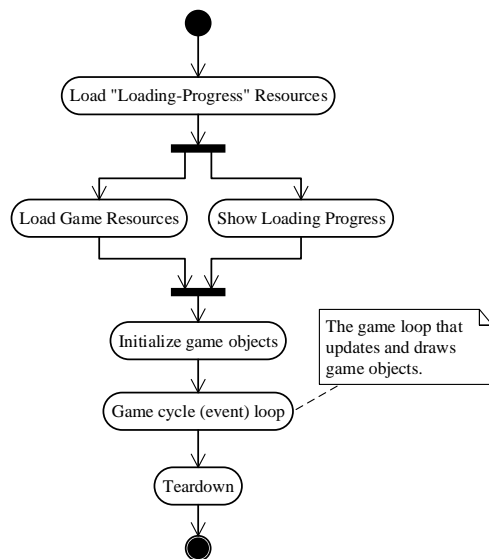 Load "Loading-Progress" Resources
Load Game Resources
Show Loading Progress
Initialize game objects
The game loop that
updates and draws
game objects.
Game cycle (event) loop
Teardown